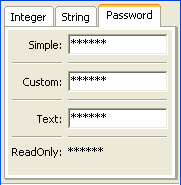 Integer String Password
Simple: ******
Custom: ******
Text: ******
ReadOnly: ******